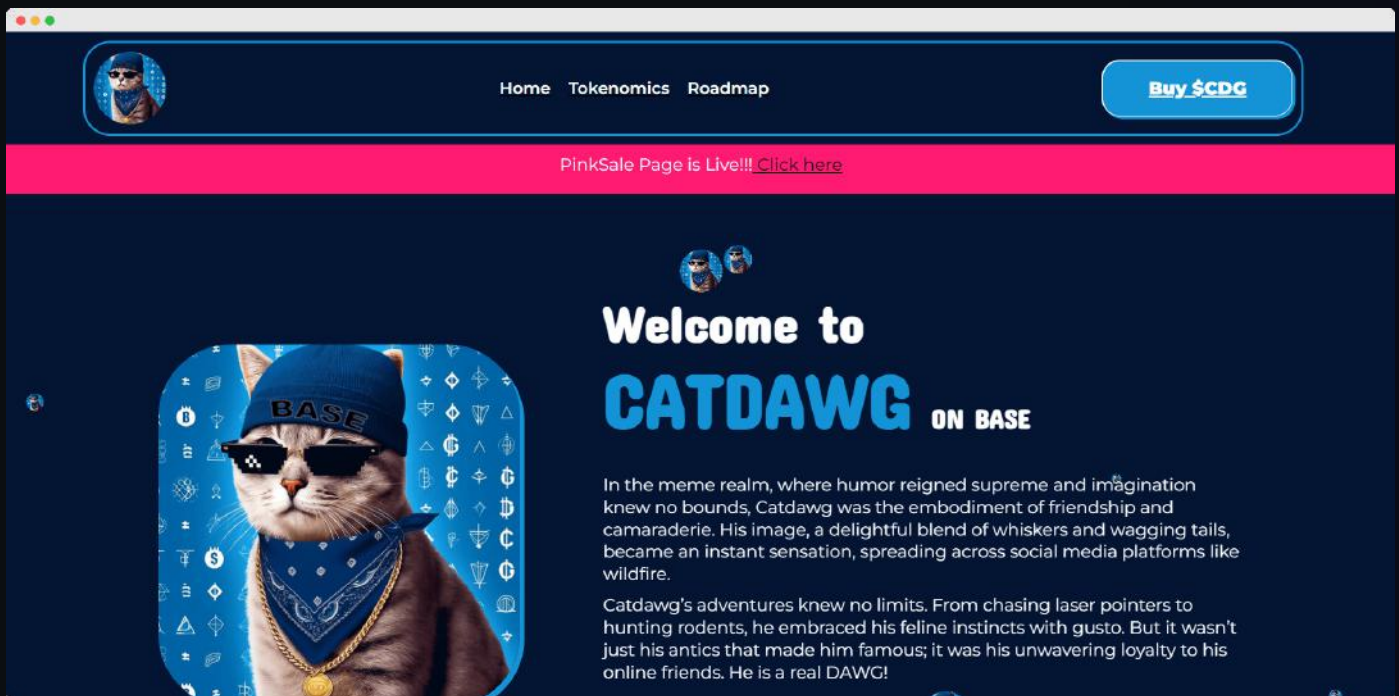 Home Tokenomics Roadmap
Buy $CDG
PinkSale Page is Live!!! Click here
Welcome to
CATDAWG ON BASE
BASE
In the meme realm, where humor reigned supreme and imagination
knew no bounds, Catdawg was the embodiment of friendship and
camaraderie. His image, a delightful blend of whiskers and wagging tails,
became an instant sensation, spreading across social media platforms like
wildfire.
Catdawg's adventures knew no limits. From chasing laser pointers to
hunting rodents, he embraced his feline instincts with gusto. But it wasn't
just his antics that made him famous; it was his unwavering loyalty to his
online friends. He is a real DAWG!